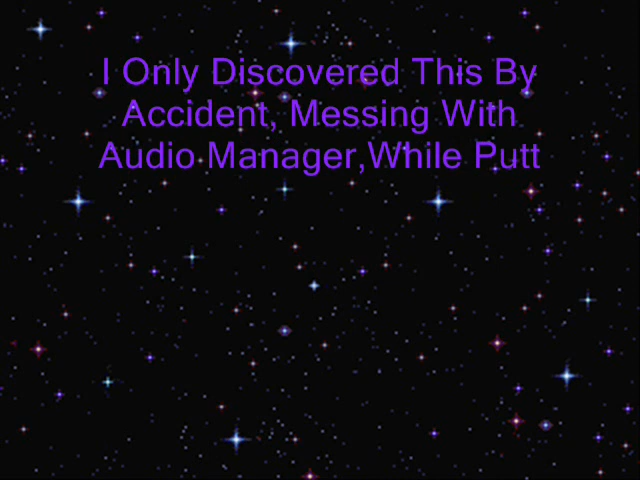 I Only Discovered This By
Accident, Messing With
Audio Manager,While Putt